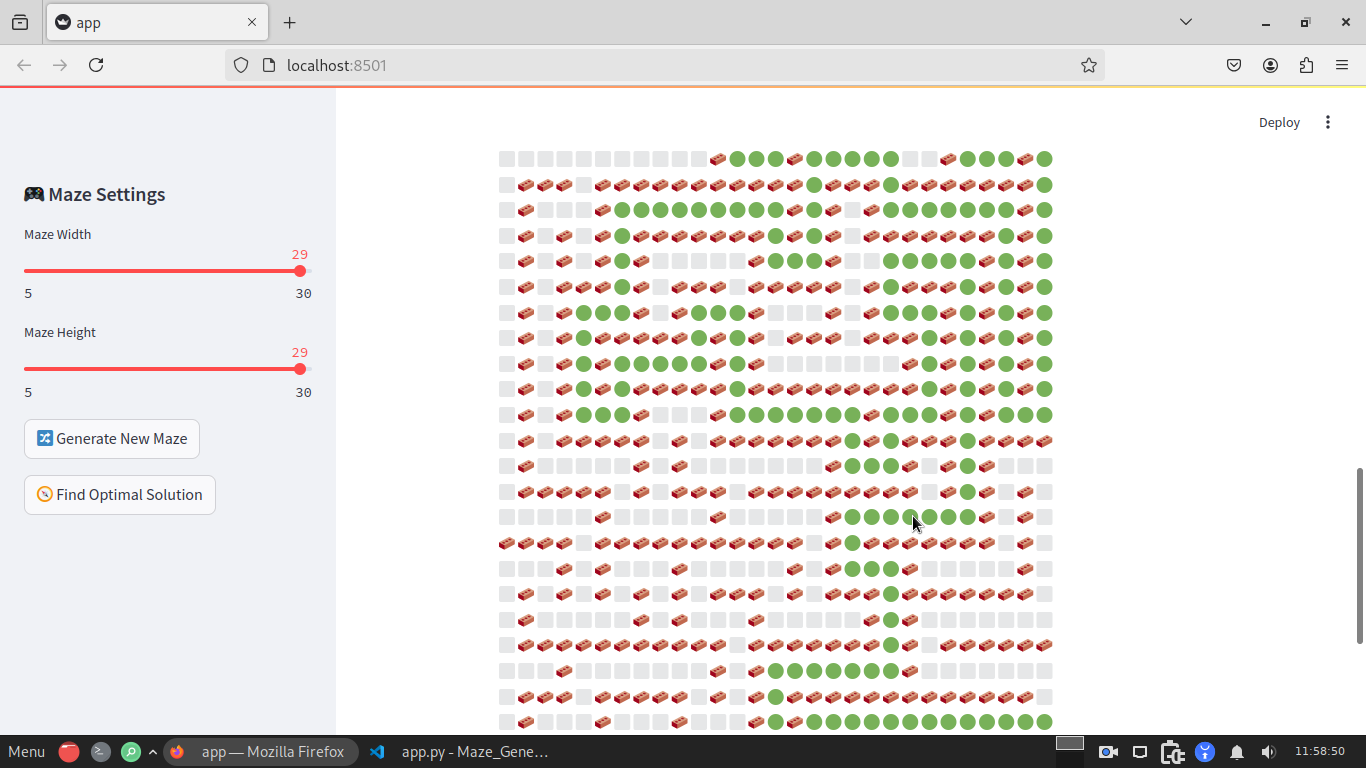 app
localhost:8501
Deploy
Maze Settings
Maze Width
29
5 30
Maze Height
29
5 30
Generate New Maze
Find Optimal Solution
Menu
app — Mozilla Firefox
app.py - Maze_Gene…
11:58:50